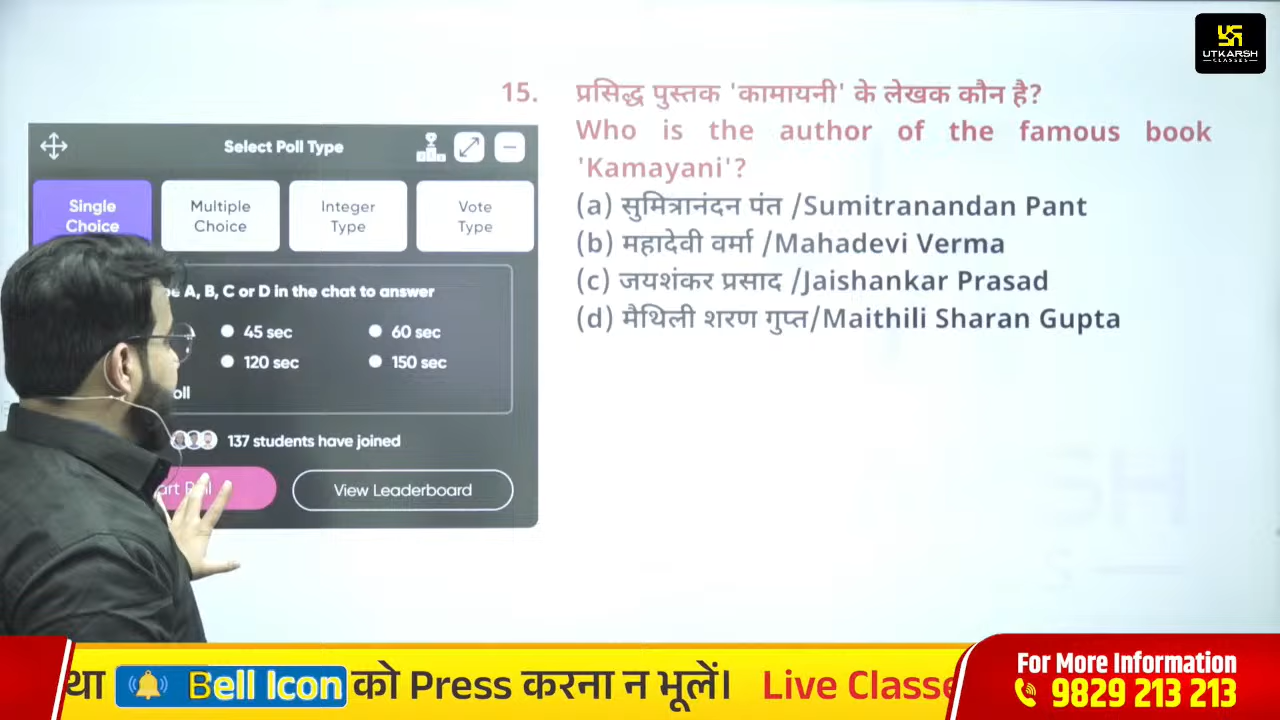 UTKARSH
CLASSES
15. प्रसिद्ध पुस्तक 'कामायनी' के लेखक कौन है?
Who is the author of the famous book
'Kamayani'?
(a) सुमित्रानंदन पंत /Sumitranandan Pant
(b) महादेवी वर्मा /Mahadevi Verma
(c) जयशंकर प्रसाद /Jaishankar Prasad
(d) मैथिली शरण गुप्त/Maithili Sharan Gupta
Select Poll Type
Single Choice
Multiple Choice
Integer Type
Vote Type
A, B, C or D in the chat to answer
45 sec
60 sec
120 sec
150 sec
137 students have joined
View Leaderboard
Bell Icon को Press करना न भूलें। Live Classe
For More Information
9829 213 213